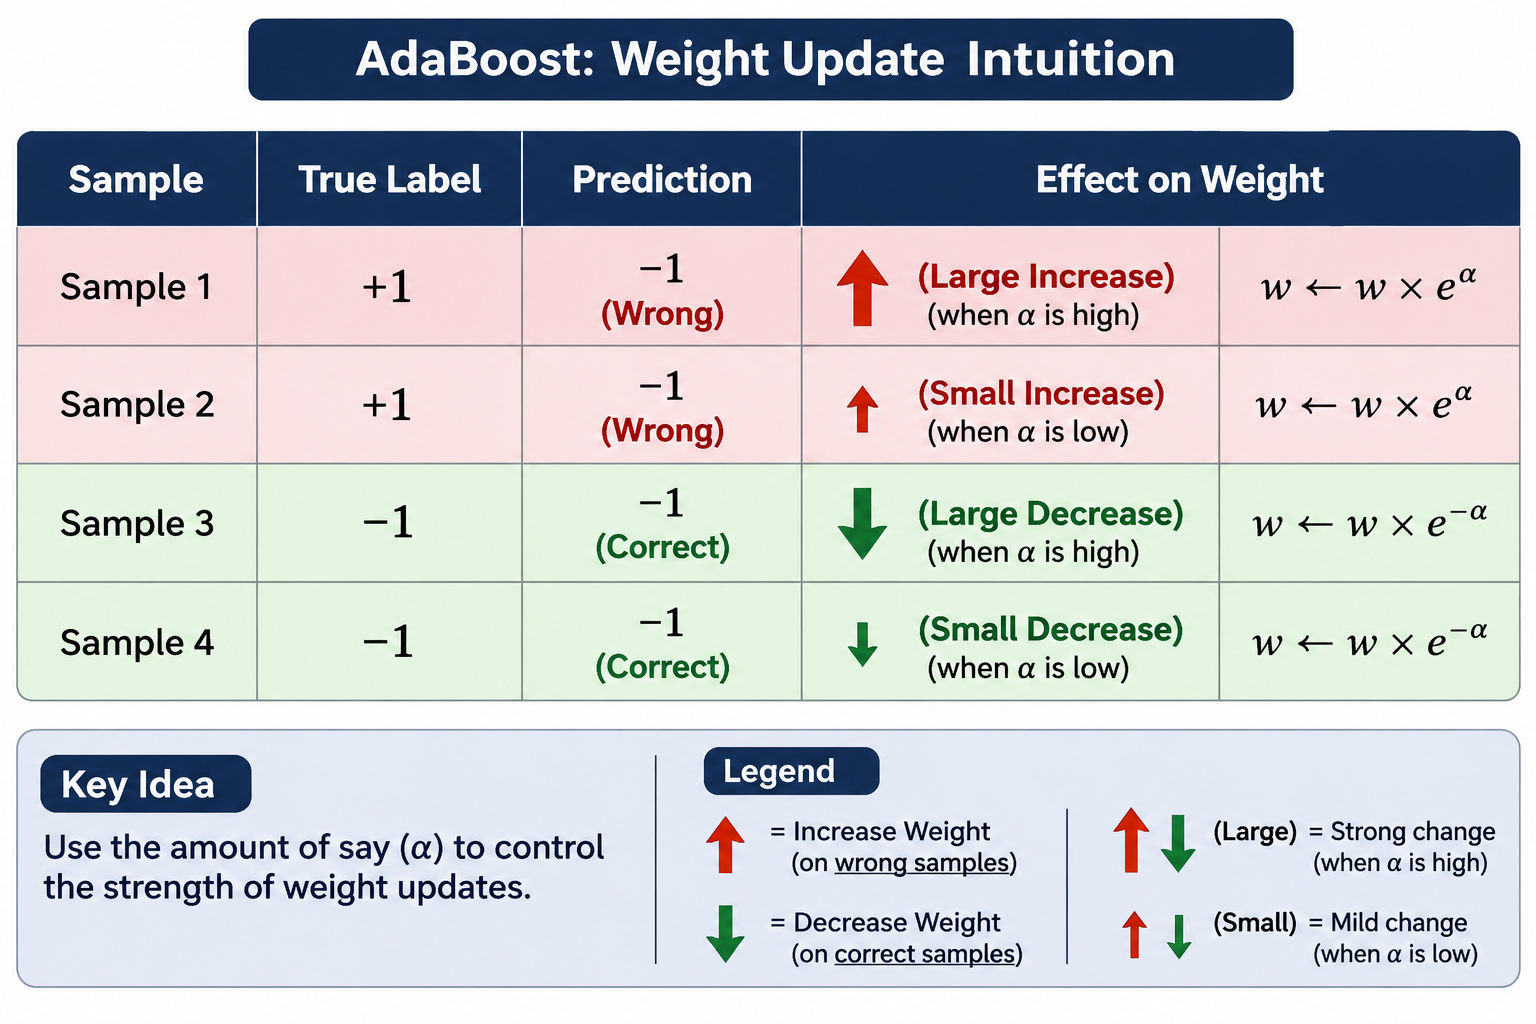 AdaBoost: Weight Update Intuition
Sample True Label Prediction Effect on Weight
Sample 1 +1 −1 (Wrong) (Large Increase) (when α is high) w ← w × e^α
Sample 2 +1 −1 (Wrong) (Small Increase) (when α is low) w ← w × e^α
Sample 3 −1 −1 (Correct) (Large Decrease) (when α is high) w ← w × e^−α
Sample 4 −1 −1 (Correct) (Small Decrease) (when α is low) w ← w × e^−α
Key Idea
Use the amount of say (α) to control
the strength of weight updates.
Legend
= Increase Weight
(on wrong samples)
= Decrease Weight
(on correct samples)
(Large) = Strong change
(when α is high)
(Small) = Mild change
(when α is low)